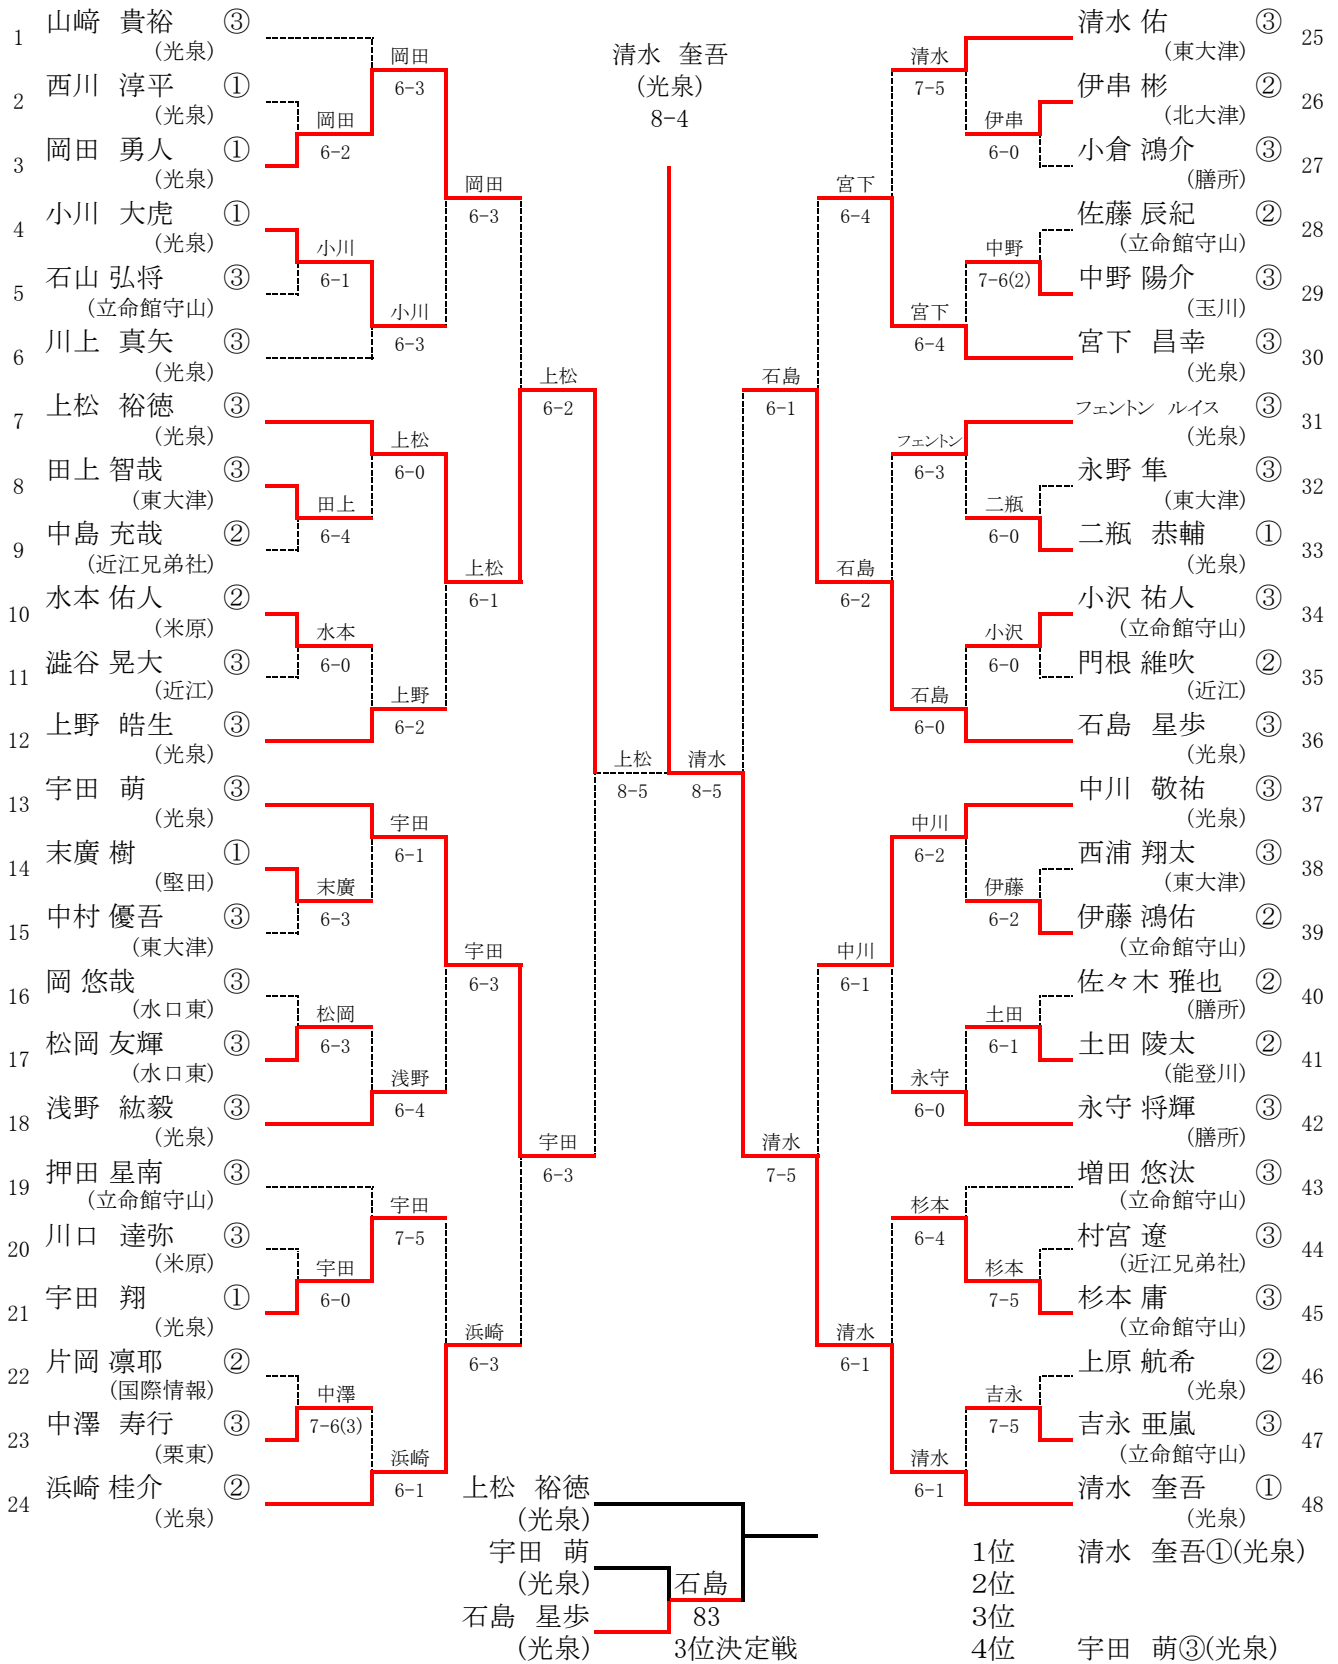 1 山﨑 貴裕 ③
(光泉)
2 西川 淳平 ①
(光泉)
3 岡田 勇人 ①
(光泉)
4 小川 大虎 ①
(光泉)
5 石山 弘将 ③
(立命館守山)
6 川上 真矢 ③
(光泉)
7 上松 裕徳 ③
(光泉)
8 田上 智哉 ③
(東大津)
9 中島 充哉 ②
(近江兄弟社)
10 水本 佑人 ②
(米原)
11 澁谷 晃大 ③
(近江)
12 上野 皓生 ③
(光泉)
13 宇田 萌 ③
(光泉)
14 末廣 樹 ①
(堅田)
15 中村 優吾 ③
(東大津)
16 岡 悠哉 ③
(水口東)
17 松岡 友輝 ③
(水口東)
18 浅野 紘毅 ③
(光泉)
19 押田 星南 ③
(立命館守山)
20 川口 達弥 ③
(米原)
21 宇田 翔 ①
(光泉)
22 片岡 凛耶 ②
(国際情報)
23 中澤 寿行 ③
(栗東)
24 浜崎 桂介 ②
(光泉)
岡田
6-2
小川
6-1
田上
6-4
水本
6-0
末廣
6-3
松岡
6-3
宇田
6-0
中澤
7-6(3)
岡田
6-3
小川
6-3
上松
6-0
上野
6-2
宇田
6-1
浅野
6-4
宇田
7-5
浜崎
6-1
岡田
6-3
上松
6-1
宇田
6-3
浜崎
6-3
上松
6-2
宇田
6-3
上松
8-5
清水 奎吾
(光泉)
8-4
清水
8-5
石島
6-1
清水
7-5
宮下
6-4
石島
6-2
中川
6-1
清水
6-1
清水
7-5
宮下
6-4
フェントン
6-3
石島
6-0
中川
6-2
永守
6-0
杉本
6-4
清水
6-1
伊串
6-0
中野
7-6(2)
二瓶
6-0
小沢
6-0
伊藤
6-2
土田
6-1
杉本
7-5
吉永
7-5
清水 佑 ③ 25
(東大津)
伊串 彬 ② 26
(北大津)
小倉 鴻介 ③ 27
(膳所)
佐藤 辰紀 ② 28
(立命館守山)
中野 陽介 ③ 29
(玉川)
宮下 昌幸 ③ 30
(光泉)
フェントン ルイス ③ 31
(光泉)
永野 隼 ③ 32
(東大津)
二瓶 恭輔 ① 33
(光泉)
小沢 祐人 ③ 34
(立命館守山)
門根 維吹 ② 35
(近江)
石島 星歩 ③ 36
(光泉)
中川 敬祐 ③ 37
(光泉)
西浦 翔太 ③ 38
(東大津)
伊藤 鴻佑 ② 39
(立命館守山)
佐々木 雅也 ② 40
(膳所)
土田 陵太 ② 41
(能登川)
永守 将輝 ③ 42
(膳所)
増田 悠汰 ③ 43
(立命館守山)
村宮 遼 ③ 44
(近江兄弟社)
杉本 庸 ③ 45
(立命館守山)
上原 航希 ② 46
(光泉)
吉永 亜嵐 ③ 47
(立命館守山)
清水 奎吾 ① 48
(光泉)
上松 裕徳
(光泉)
宇田 萌
(光泉)
石島 星歩
(光泉)
石島
83
3位決定戦
1位 清水 奎吾①(光泉)
2位
3位
4位 宇田 萌③(光泉)